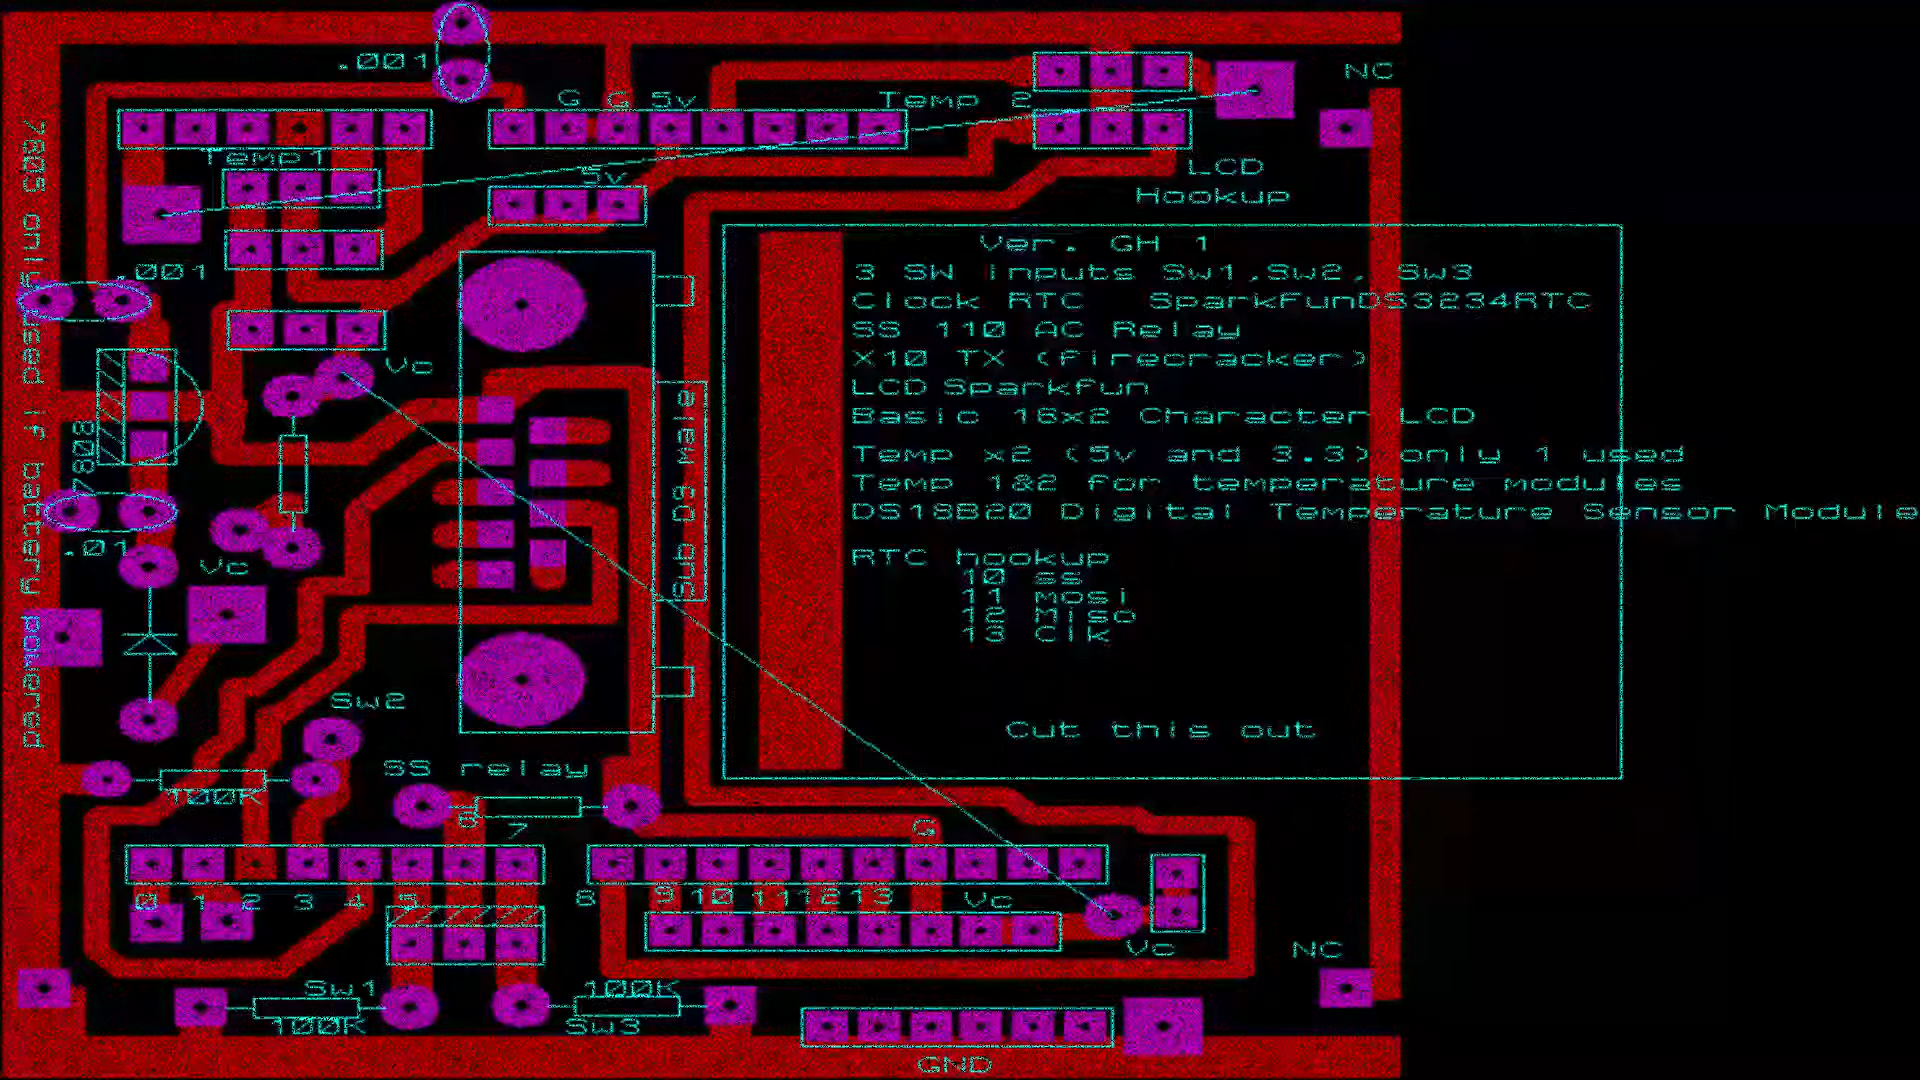 .001
NC
G G 5v
Temp 2
Temp1
LCD
Hookup
5v
7805 only used if battery powered
.001
Ver. GH 1
3 SW inputs Sw1,Sw2, Sw3
Clock RTC SparkFunDS3234RTC
SS 110 AC Relay
X10 TX (firecracker)
LCD Sparkfun
Basic 16x2 Character LCD
Temp x2 (5v and 3.3) only 1 used
Temp 1&2 for temperature modules
DS18B20 Digital Temperature Sensor Module
RTC hookup
10 ss
11 mosi
12 Miso
13 Clk
Cut this out
Vc
7808
.01
Vc
Sw2
SS relay
100K
8
7
G
0 1 2 3 4 5
8 9 10 11 12 13
Vc
Vc
NC
Sw1
100K
100K
Sw3
GND